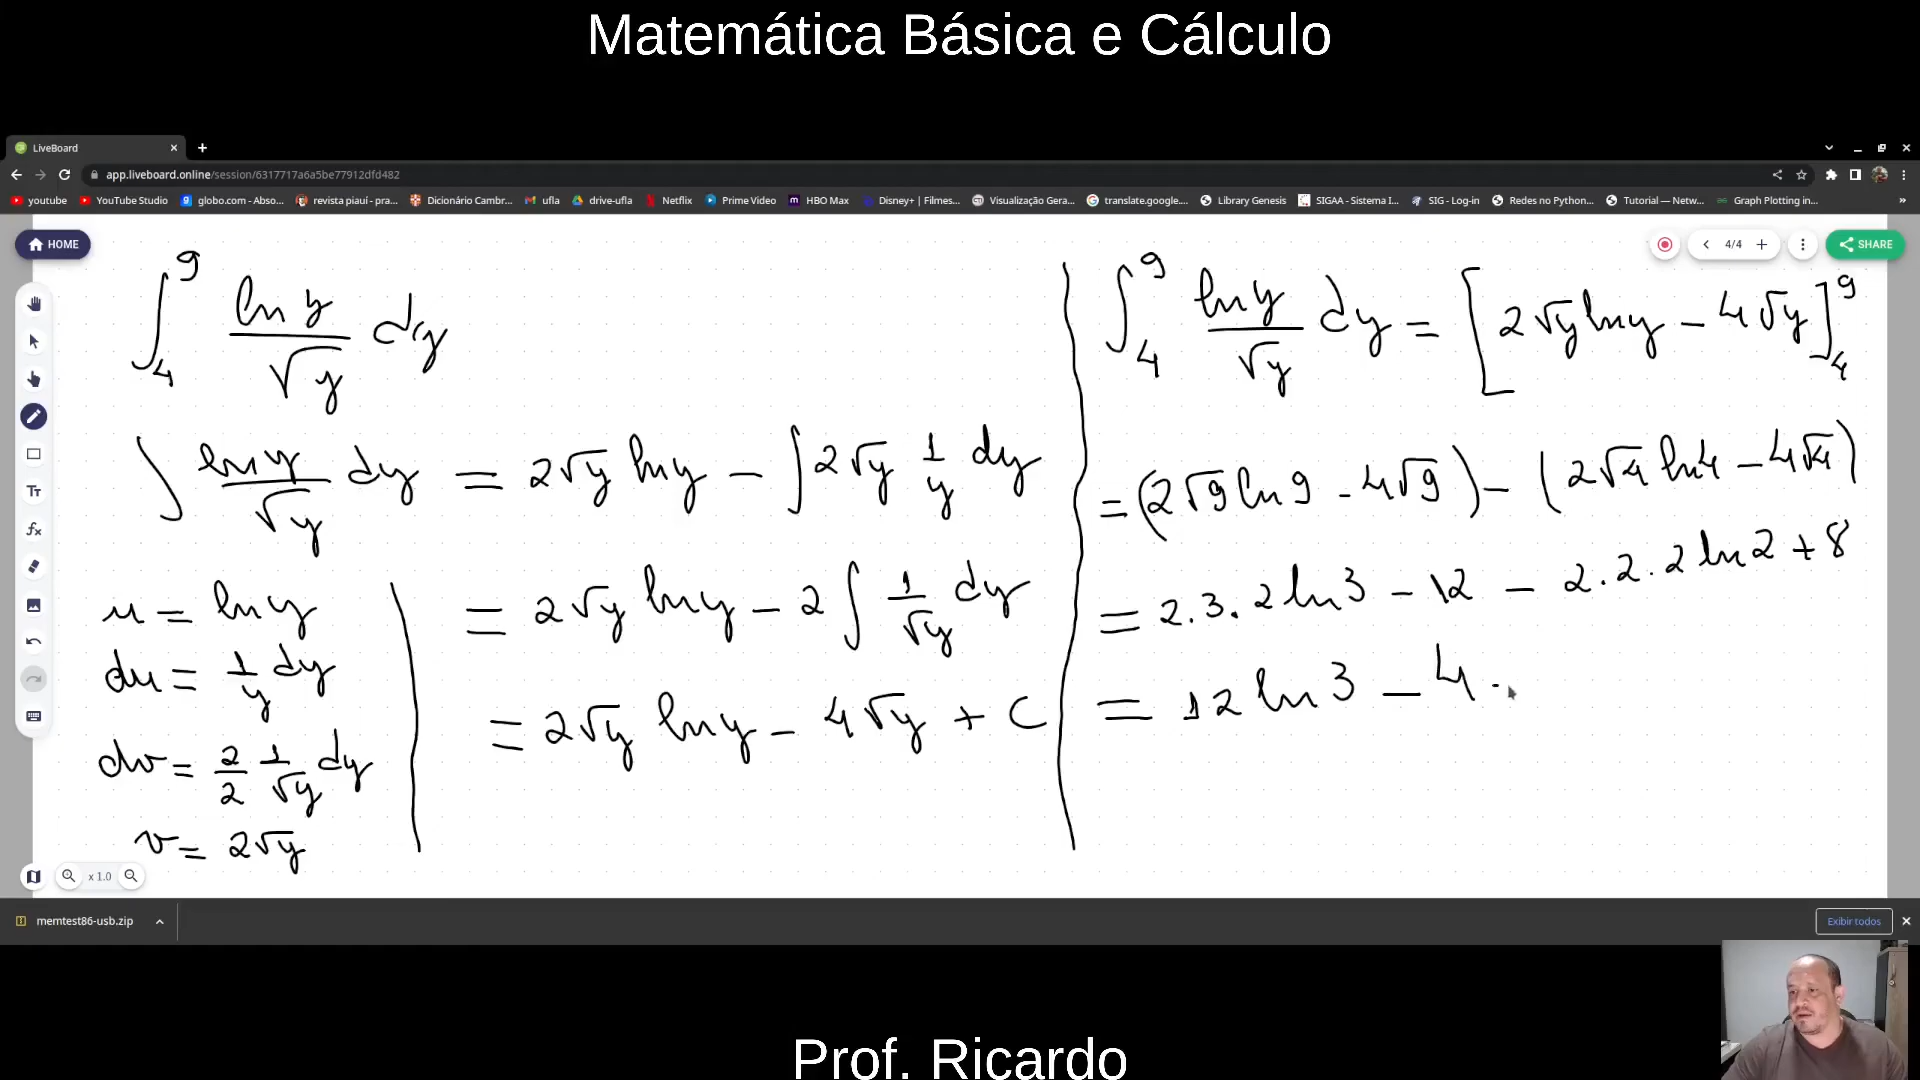 Matemática Básica e Cálculo
LiveBoard
app.liveboard.online/session/6317717a6a5be77912dfd482
youtube YouTube Studio globo.com - Abso... revista piauí - pra... Dicionário Cambr... ufla drive-ufla Netflix Prime Video HBO Max Disney+ | Filmes... Visualização Gera... translate.google.... Library Genesis SIGAA - Sistema I... SIG - Log-in Redes no Python... Tutorial — Netw... Graph Plotting in... »
HOME
4/4
SHARE
∫₄⁹ ln y/√y dy
∫ ln y/√y dy = 2√y ln y - ∫ 2√y 1/y dy
= 2√y ln y - 2 ∫ 1/√y dy
= 2√y ln y - 4√y + C
u = ln y
du = 1/y dy
dv = 2/2 1/√y dy
v = 2√y
∫₄⁹ ln y/√y dy = [2√y ln y - 4√y]₄⁹
= (2√9 ln 9 - 4√9) - (2√4 ln 4 - 4√4)
= 2.3.2 ln 3 - 12 - 2.2.2 ln 2 + 8
= 12 ln 3 - 4 -
Tт
fx
x 1.0
memtest86-usb.zip
Exibir todos
Prof. Ricardo